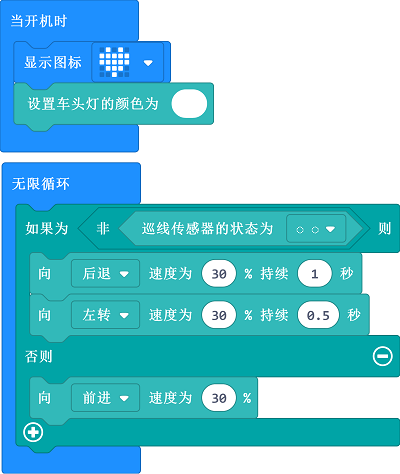 当开机时
显示图标
设置车头灯的颜色为
无限循环
如果为 非 巡线传感器的状态为 则
向 后退 速度为 30 % 持续 1 秒
向 左转 速度为 30 % 持续 0.5 秒
否则
向 前进 速度为 30 %